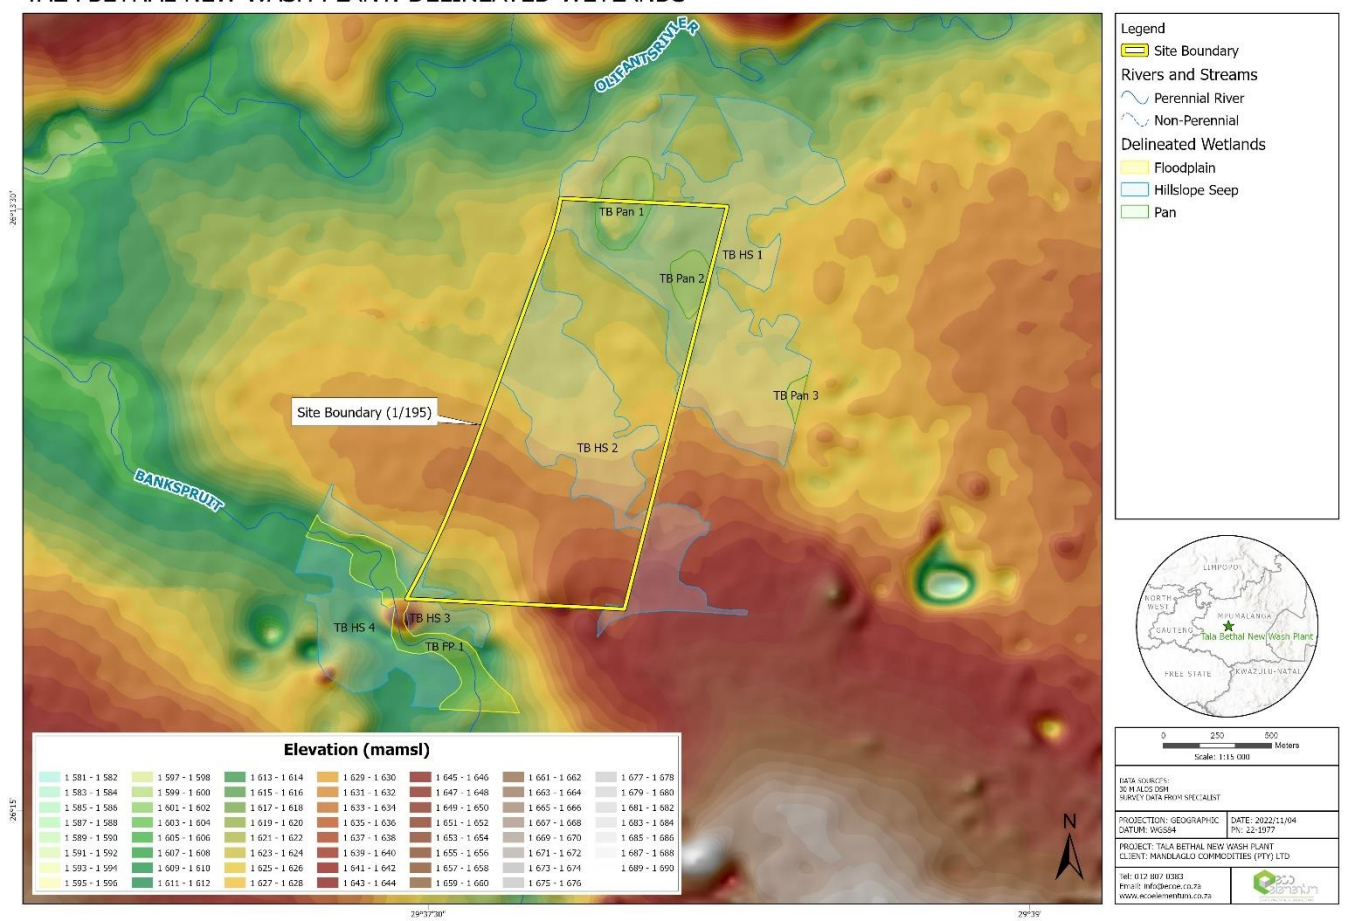 TALA BETHAL NEW WASH PLANT: DELINEATED WETLANDS
OLIFANTSRIVIER
TB Pan 1
TB HS 1
TB Pan 2
TB Pan 3
Site Boundary (1/195)
TB HS 2
BANKSPRUIT
TB HS 3
TB HS 4
TB FP 1
26°13'30"
26°15'
29°37'30"
29°39'
N
Elevation (mamsl)
1 581 - 1 582
1 583 - 1 584
1 585 - 1 586
1 587 - 1 588
1 589 - 1 590
1 591 - 1 592
1 593 - 1 594
1 595 - 1 596
1 597 - 1 598
1 599 - 1 600
1 601 - 1 602
1 603 - 1 604
1 605 - 1 606
1 607 - 1 608
1 609 - 1 610
1 611 - 1 612
1 613 - 1 614
1 615 - 1 616
1 617 - 1 618
1 619 - 1 620
1 621 - 1 622
1 623 - 1 624
1 625 - 1 626
1 627 - 1 628
1 629 - 1 630
1 631 - 1 632
1 633 - 1 634
1 635 - 1 636
1 637 - 1 638
1 639 - 1 640
1 641 - 1 642
1 643 - 1 644
1 645 - 1 646
1 647 - 1 648
1 649 - 1 650
1 651 - 1 652
1 653 - 1 654
1 655 - 1 656
1 657 - 1 658
1 659 - 1 660
1 661 - 1 662
1 663 - 1 664
1 665 - 1 666
1 667 - 1 668
1 669 - 1 670
1 671 - 1 672
1 673 - 1 674
1 675 - 1 676
1 677 - 1 678
1 679 - 1 680
1 681 - 1 682
1 683 - 1 684
1 685 - 1 686
1 687 - 1 688
1 689 - 1 690
Legend
Site Boundary
Rivers and Streams
Perennial River
Non-Perennial
Delineated Wetlands
Floodplain
Hillslope Seep
Pan
LIMPOPO
NORTH
WEST
MPUMALANGA
GAUTENG
Tala Bethal New Wash Plant
FREE STATE
KWAZULU-NATAL
0 250 500
Meters
Scale: 1:15 000
DATA SOURCES:
30 M ALOS DSM
SURVEY DATA FROM SPECIALIST
PROJECTION: GEOGRAPHIC
DATUM: WGS84
DATE: 2022/11/04
PN: 22-1977
PROJECT: TALA BETHAL NEW WASH PLANT
CLIENT: MANDLAGLO COMMODITIES (PTY) LTD
Tel: 012 807 0383
Email: info@ecoe.co.za
www.ecoelementum.co.za
eco
elementum